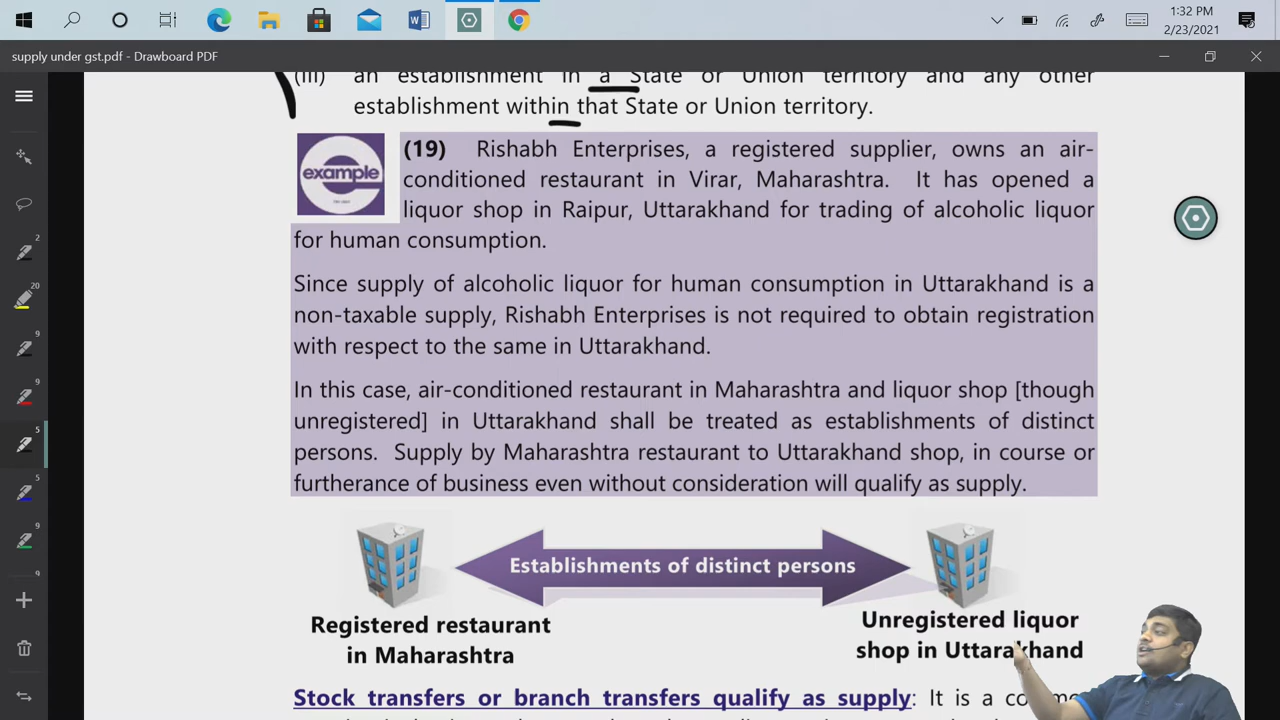 1:32 PM
2/23/2021
supply under gst.pdf - Drawboard PDF
(iii) an establishment in a State or Union territory and any other
establishment within that State or Union territory.
example
(19) Rishabh Enterprises, a registered supplier, owns an air-
conditioned restaurant in Virar, Maharashtra. It has opened a
liquor shop in Raipur, Uttarakhand for trading of alcoholic liquor
for human consumption.
Since supply of alcoholic liquor for human consumption in Uttarakhand is a
non-taxable supply, Rishabh Enterprises is not required to obtain registration
with respect to the same in Uttarakhand.
In this case, air-conditioned restaurant in Maharashtra and liquor shop [though
unregistered] in Uttarakhand shall be treated as establishments of distinct
persons. Supply by Maharashtra restaurant to Uttarakhand shop, in course or
furtherance of business even without consideration will qualify as supply.
Establishments of distinct persons
Registered restaurant
in Maharashtra
Unregistered liquor
shop in Uttarakhand
Stock transfers or branch transfers qualify as supply: It is a
2
20
9
9
5
5
9
9